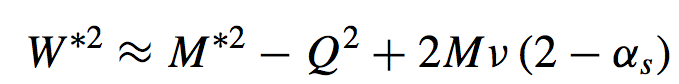 W*² ≈ M*² − Q² + 2Mν (2 − αₛ)